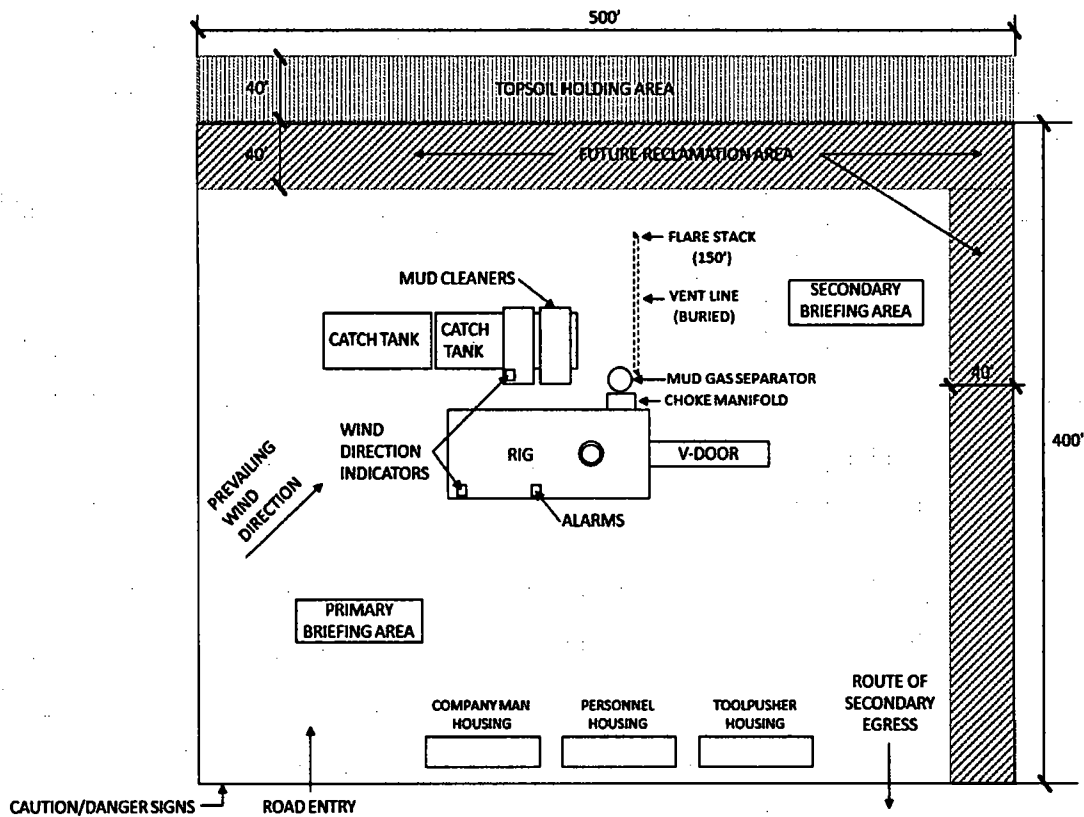 500'
40'
TOPSOIL HOLDING AREA
40'
FUTURE RECLAMATION AREA
FLARE STACK
(150')
MUD CLEANERS
VENT LINE
(BURIED)
SECONDARY
BRIEFING AREA
CATCH TANK
CATCH
TANK
MUD GAS SEPARATOR
CHOKE MANIFOLD
40'
400'
WIND
DIRECTION
INDICATORS
RIG
V-DOOR
PREVAILING
WIND
DIRECTION
ALARMS
PRIMARY
BRIEFING AREA
ROUTE OF
SECONDARY
EGRESS
COMPANY MAN
HOUSING
PERSONNEL
HOUSING
TOOLPUSHER
HOUSING
CAUTION/DANGER SIGNS
ROAD ENTRY